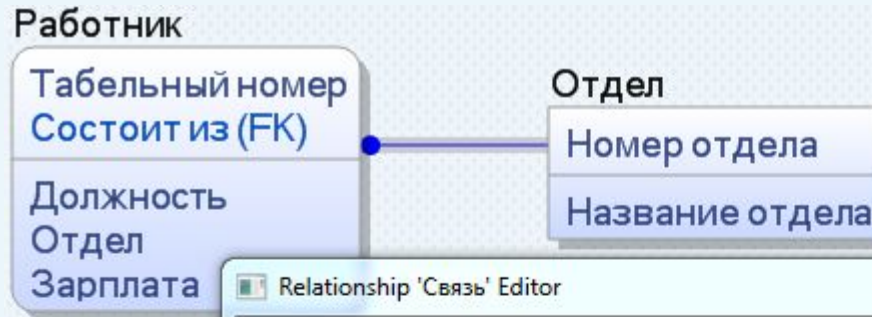 Работник
Табельный номер
Состоит из (FK)
Должность
Отдел
Зарплата
Отдел
Номер отдела
Название отдела
Relationship 'Связь' Editor